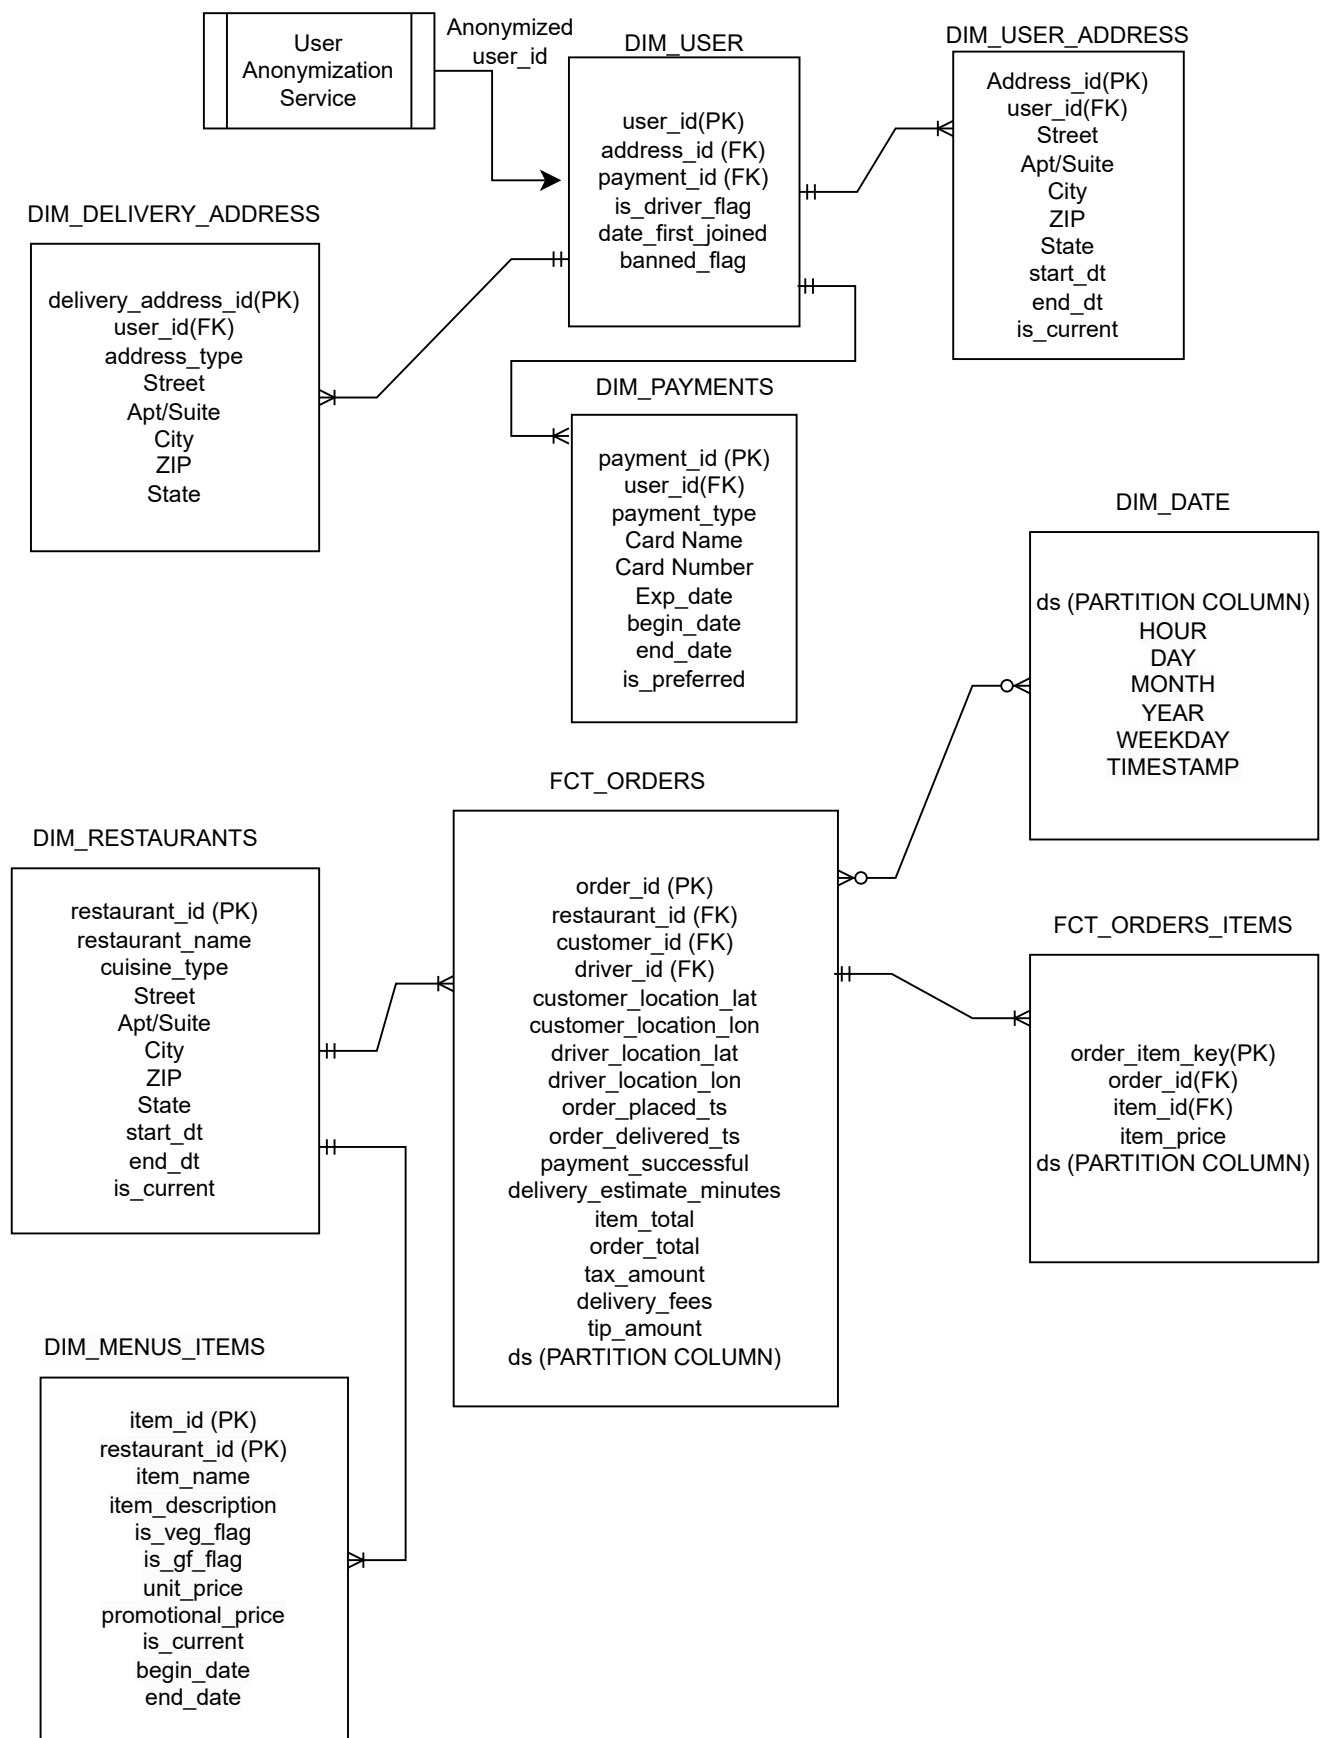 User
Anonymization
Service
Anonymized
user_id
DIM_USER
user_id(PK)
address_id (FK)
payment_id (FK)
is_driver_flag
date_first_joined
banned_flag
DIM_USER_ADDRESS
Address_id(PK)
user_id(FK)
Street
Apt/Suite
City
ZIP
State
start_dt
end_dt
is_current
DIM_DELIVERY_ADDRESS
delivery_address_id(PK)
user_id(FK)
address_type
Street
Apt/Suite
City
ZIP
State
DIM_PAYMENTS
payment_id (PK)
user_id(FK)
payment_type
Card Name
Card Number
Exp_date
begin_date
end_date
is_preferred
DIM_DATE
ds (PARTITION COLUMN)
HOUR
DAY
MONTH
YEAR
WEEKDAY
TIMESTAMP
DIM_RESTAURANTS
restaurant_id (PK)
restaurant_name
cuisine_type
Street
Apt/Suite
City
ZIP
State
start_dt
end_dt
is_current
FCT_ORDERS
order_id (PK)
restaurant_id (FK)
customer_id (FK)
driver_id (FK)
customer_location_lat
customer_location_lon
driver_location_lat
driver_location_lon
order_placed_ts
order_delivered_ts
payment_successful
delivery_estimate_minutes
item_total
order_total
tax_amount
delivery_fees
tip_amount
ds (PARTITION COLUMN)
FCT_ORDERS_ITEMS
order_item_key(PK)
order_id(FK)
item_id(FK)
item_price
ds (PARTITION COLUMN)
DIM_MENUS_ITEMS
item_id (PK)
restaurant_id (PK)
item_name
item_description
is_veg_flag
is_gf_flag
unit_price
promotional_price
is_current
begin_date
end_date